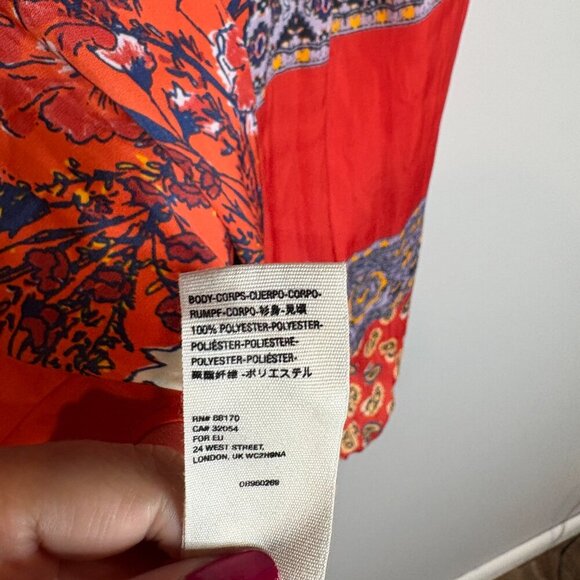 BODY-CORPS-CUERPO-CORPO-
RUMPF-CORPO-衫身-見頃
100% POLYESTER-POLYESTER-
POLIÉSTER-POLIESTERE-
POLYESTER-POLIÉSTER-
聚酯纤维-ポリエステル
RN# 88170
CA# 32054
FOR EU
24 WEST STREET,
LONDON, UK WC2H9NA
OB960269